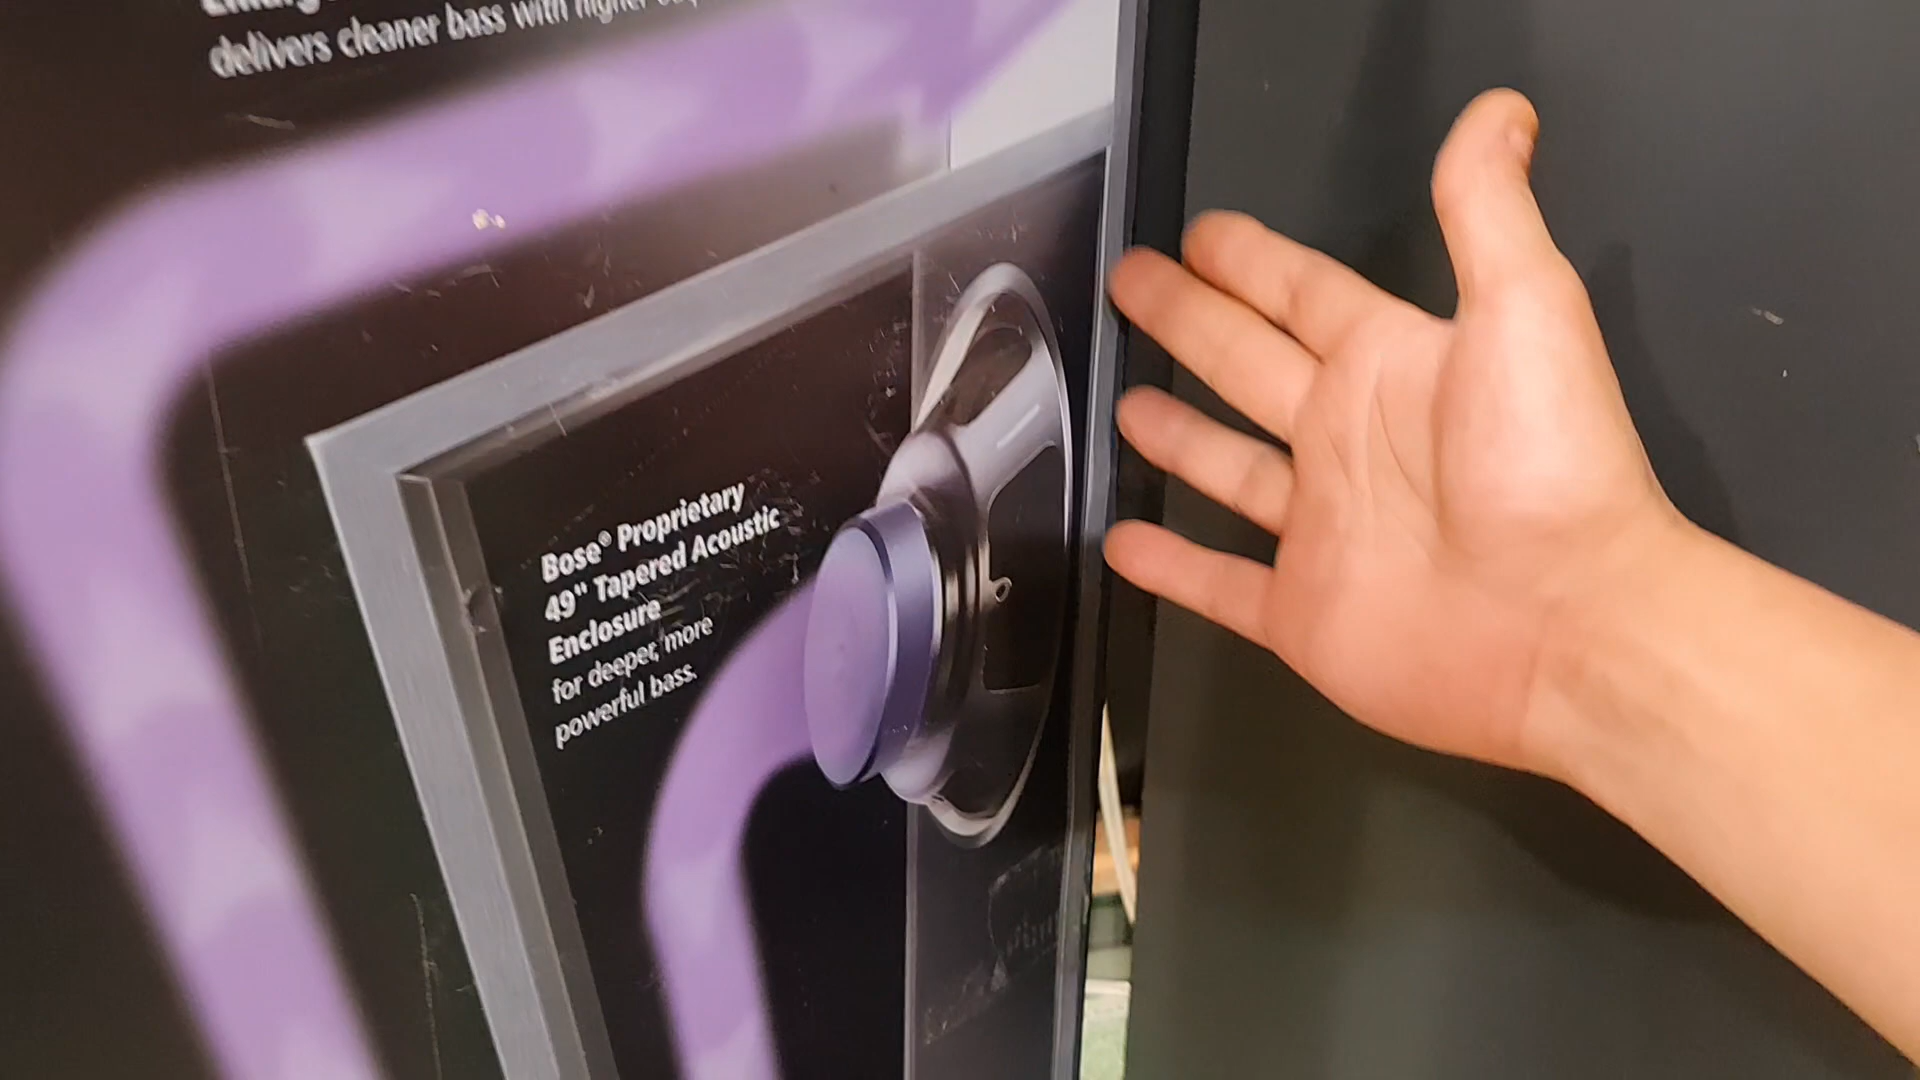 delivers cleaner bass with higher
Bose® Proprietary
49" Tapered Acoustic
Enclosure
for deeper, more
powerful bass.